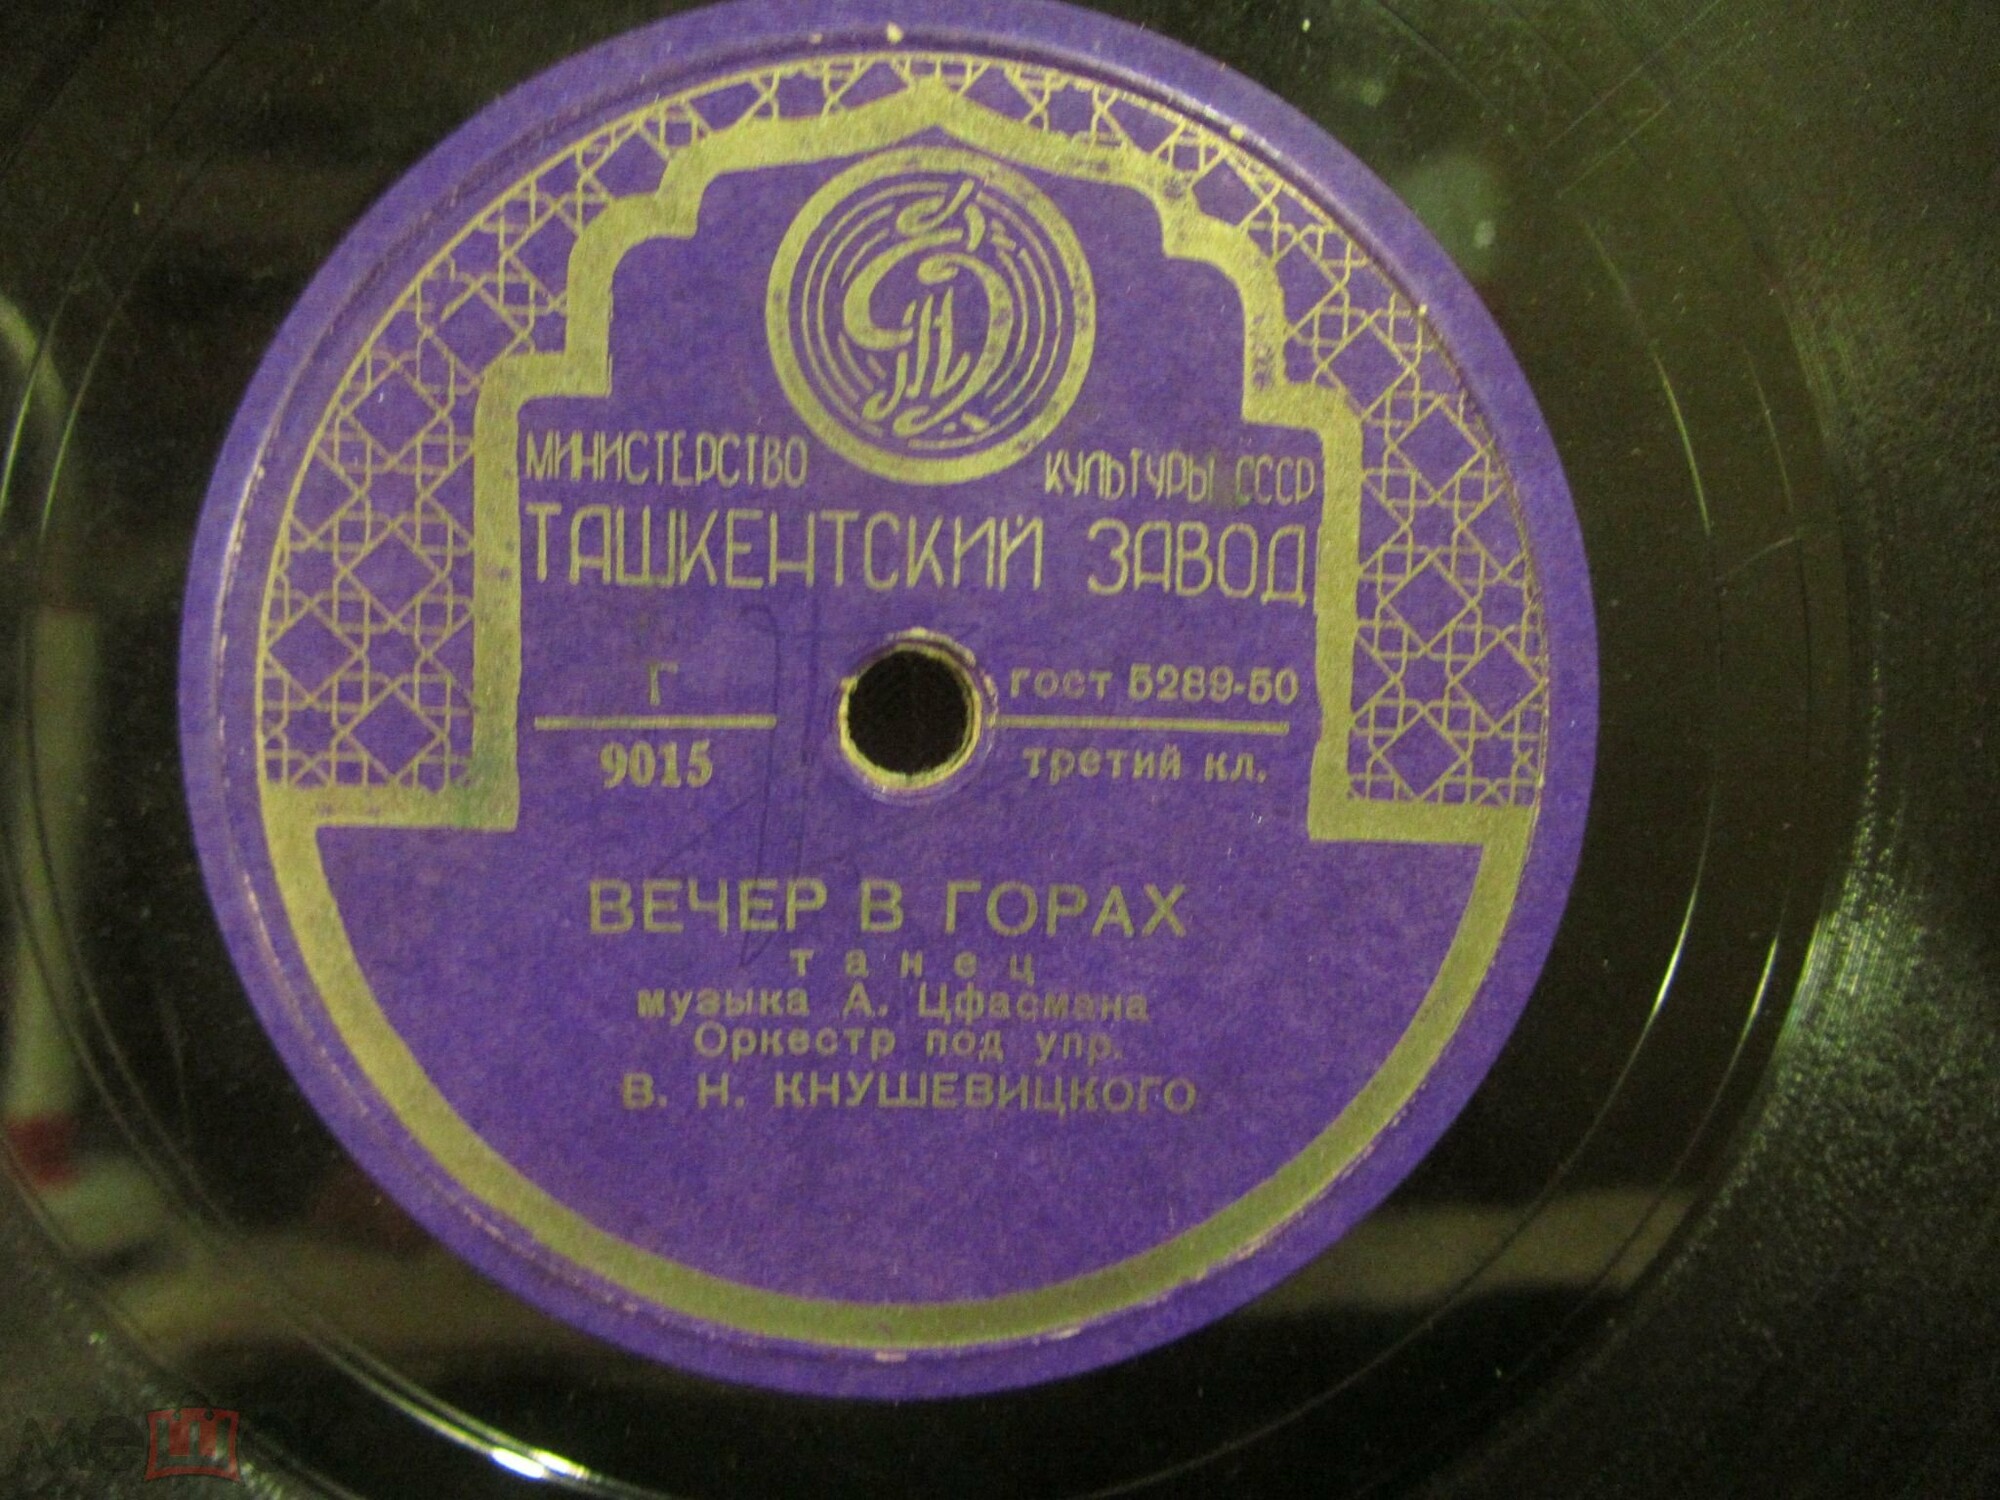 МИНИСТЕРСТВО КУЛЬТУРЫ СССР
ТАШКЕНТСКИЙ ЗАВОД
Г
9015
гост 5289-50
третий кл.
ВЕЧЕР В ГОРАХ
танец
музыка А. Цфасмана
Оркестр под упр.
В. Н. КНУШЕВИЦКОГО
мешок